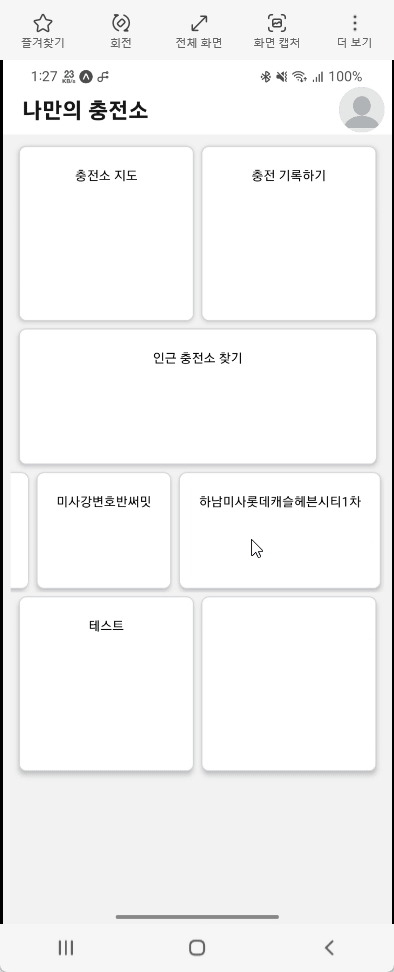 즐겨찾기 회전 전체 화면 화면 캡처 더 보기
1:27 23 KB/s 100%
나만의 충전소
충전소 지도 충전 기록하기
인근 충전소 찾기
미사강변호반써밋 하남미사롯데캐슬헤븐시티1차
테스트